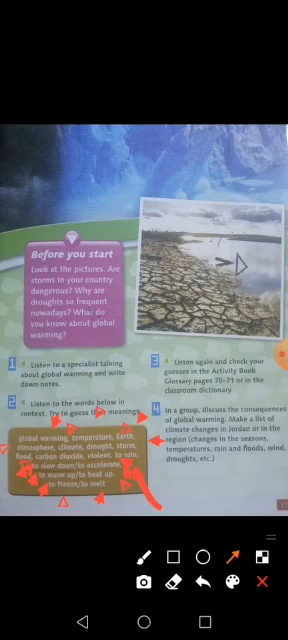 Before you start
Look at the pictures. Are
storms in your country
dangerous? Why are
droughts so frequent
nowadays? What do
you know about global
warming?
1 Listen to a specialist talking
about global warming and write
down notes.
2 Listen to the words below in
context. Try to guess their meanings.
global warming, temperature, Earth,
atmosphere, climate, drought, storm,
flood, carbon dioxide, violent, to rain,
to slow down/to accelerate,
to warm up/to heat up,
to freeze/to melt
3 Listen again and check your
guesses in the Activity Book
Glossary pages 70–71 or in the
classroom dictionary.
4 In a group, discuss the consequences
of global warming. Make a list of
climate changes in Jordan or in the
region (changes in the seasons,
temperatures, rain and floods, wind,
droughts, etc.)